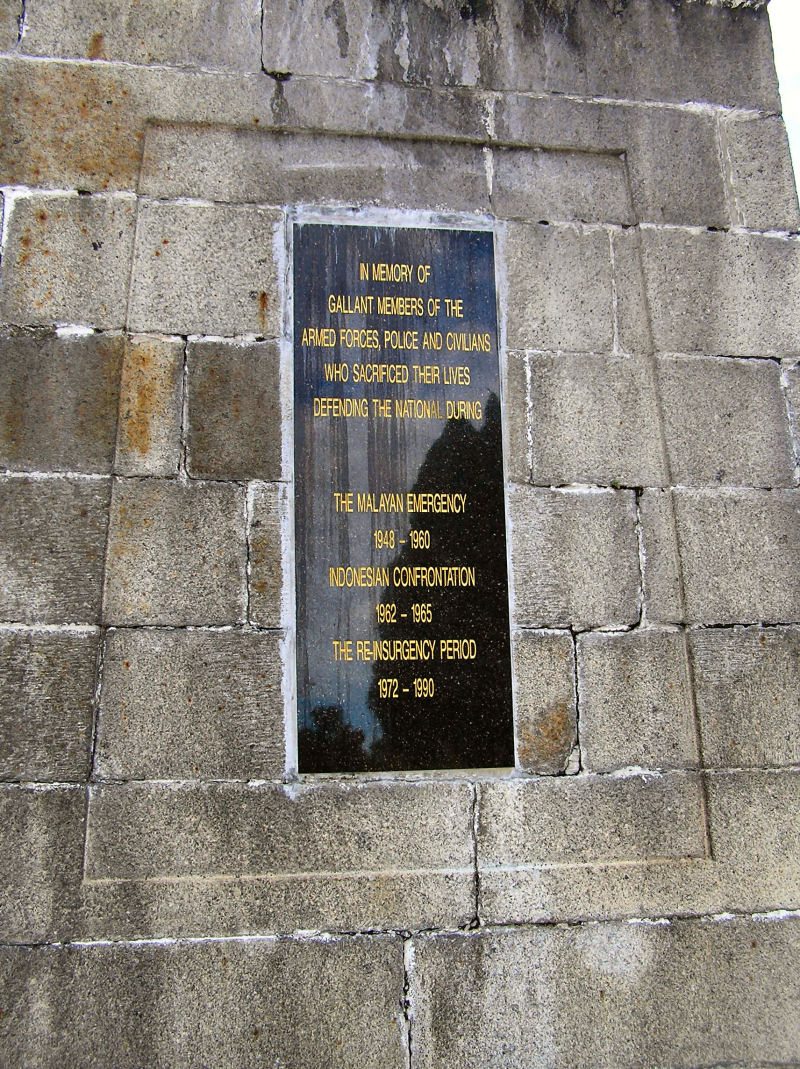 IN MEMORY OF
GALLANT MEMBERS OF THE
ARMED FORCES, POLICE AND CIVILIANS
WHO SACRIFICED THEIR LIVES
DEFENDING THE NATIONAL DURING
THE MALAYAN EMERGENCY
1948 – 1960
INDONESIAN CONFRONTATION
1962 – 1965
THE RE-INSURGENCY PERIOD
1972 – 1990